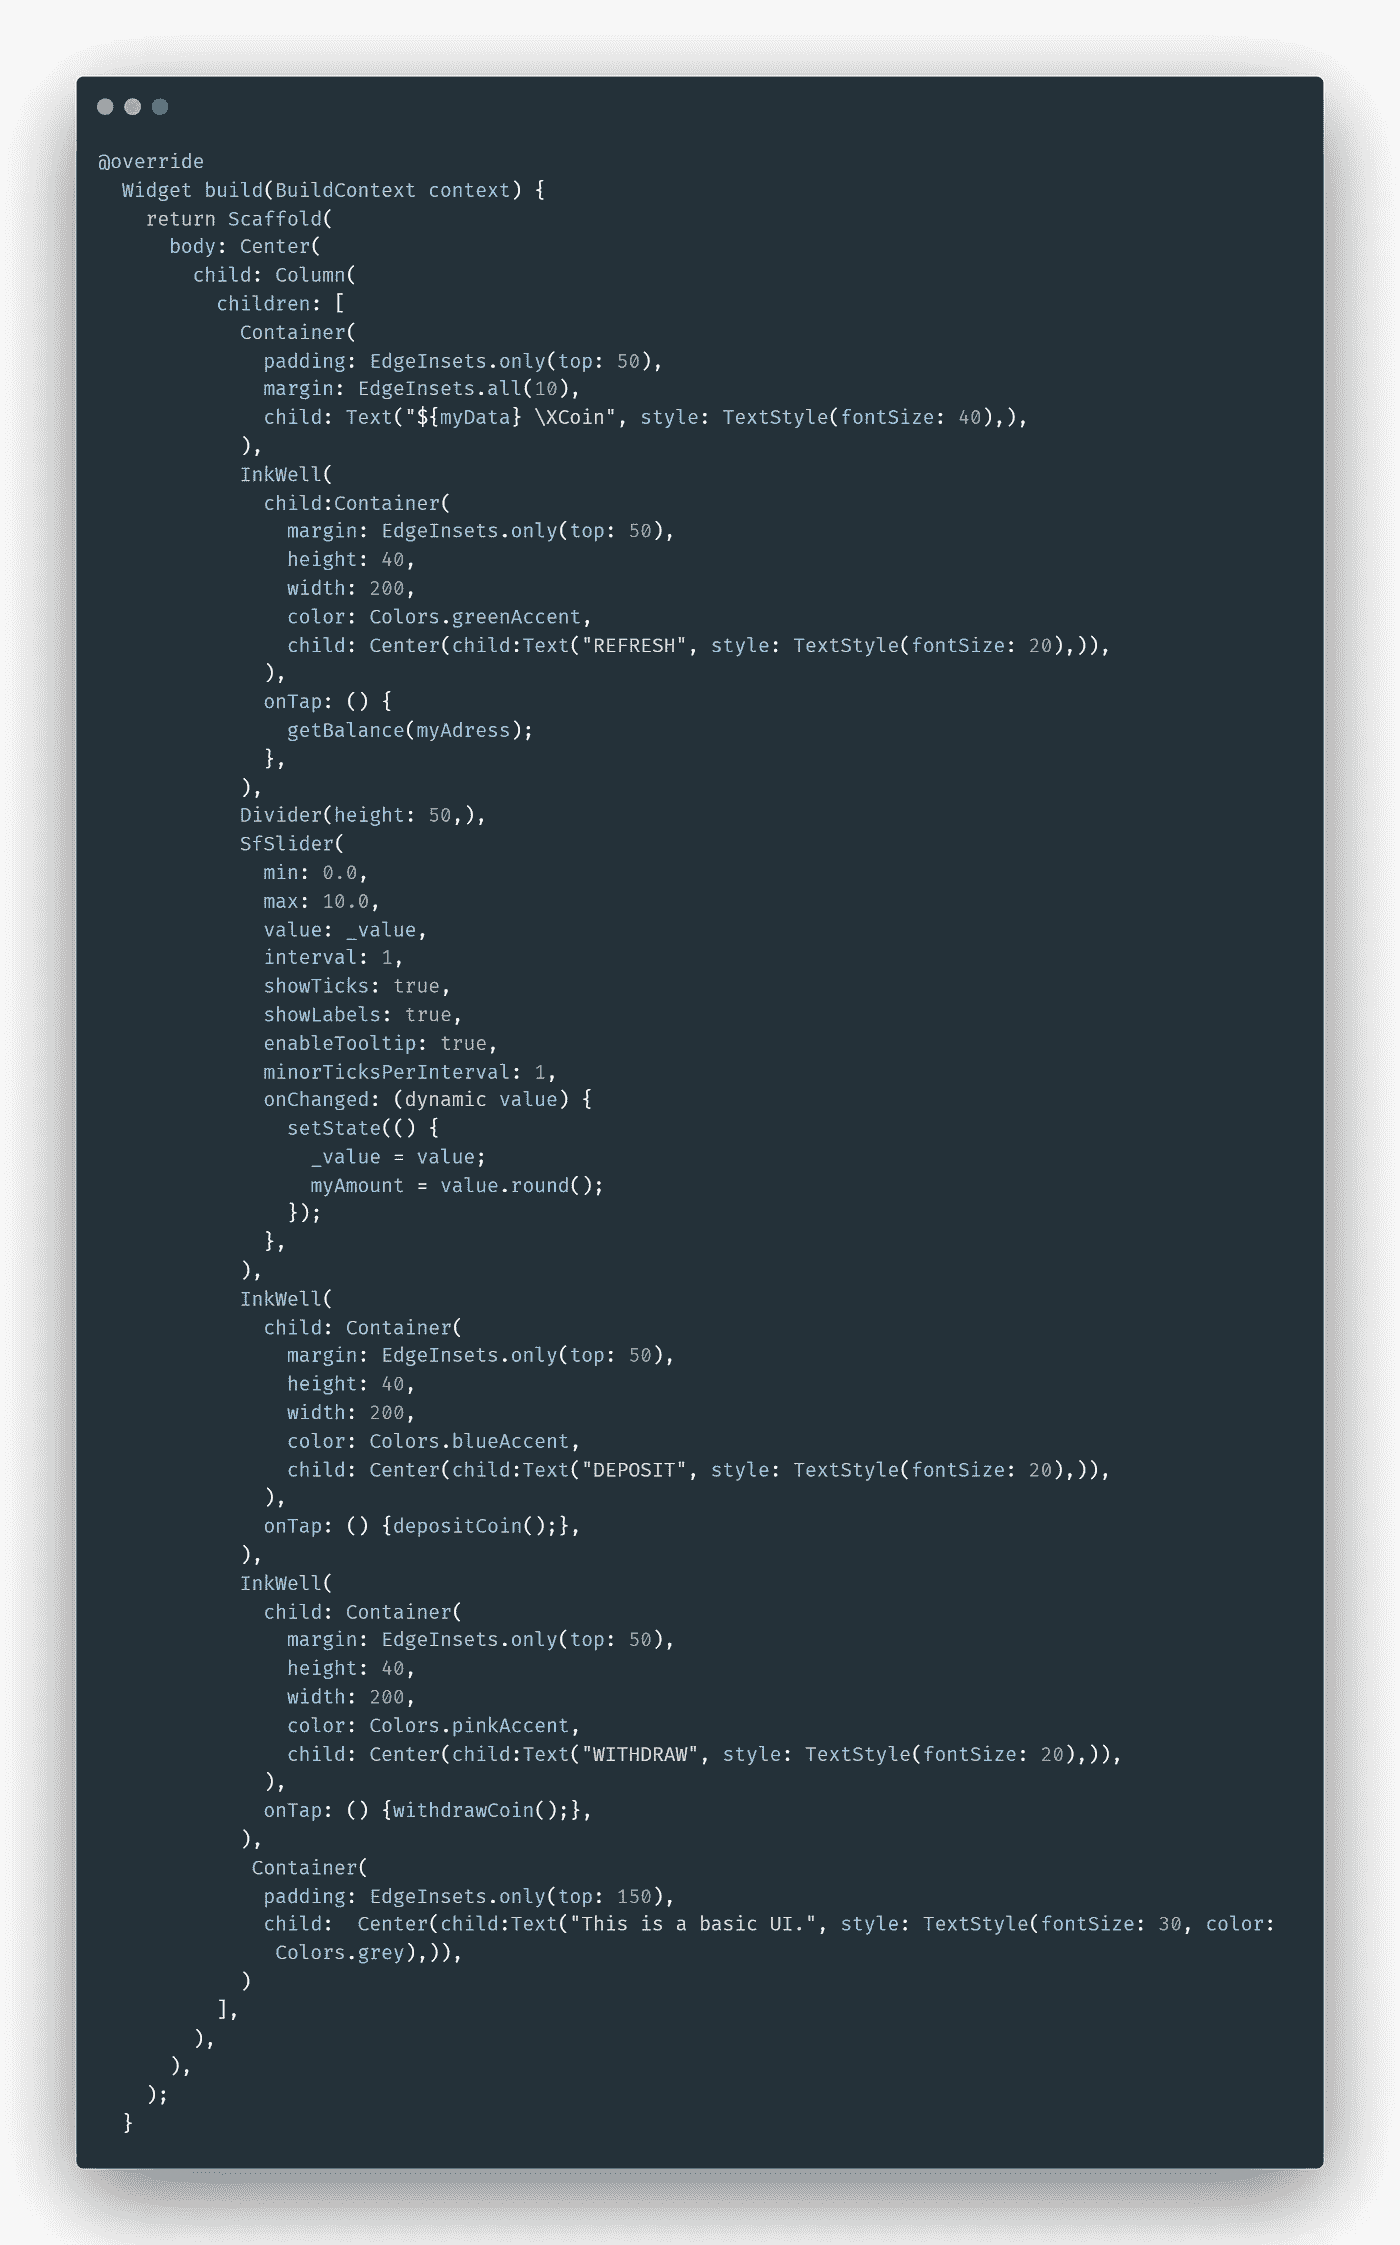 @override
  Widget build(BuildContext context) {
    return Scaffold(
      body: Center(
        child: Column(
          children: [
            Container(
              padding: EdgeInsets.only(top: 50),
              margin: EdgeInsets.all(10),
              child: Text("${myData} \XCoin", style: TextStyle(fontSize: 40),),
            ),
            InkWell(
              child:Container(
                margin: EdgeInsets.only(top: 50),
                height: 40,
                width: 200,
                color: Colors.greenAccent,
                child: Center(child:Text("REFRESH", style: TextStyle(fontSize: 20),)),
              ),
              onTap: () {
                getBalance(myAdress);
              },
            ),
            Divider(height: 50,),
            SfSlider(
              min: 0.0,
              max: 10.0,
              value: _value,
              interval: 1,
              showTicks: true,
              showLabels: true,
              enableTooltip: true,
              minorTicksPerInterval: 1,
              onChanged: (dynamic value) {
                setState(() {
                  _value = value;
                  myAmount = value.round();
                });
              },
            ),
            InkWell(
              child: Container(
                margin: EdgeInsets.only(top: 50),
                height: 40,
                width: 200,
                color: Colors.blueAccent,
                child: Center(child:Text("DEPOSIT", style: TextStyle(fontSize: 20),)),
              ),
              onTap: () {depositCoin();},
            ),
            InkWell(
              child: Container(
                margin: EdgeInsets.only(top: 50),
                height: 40,
                width: 200,
                color: Colors.pinkAccent,
                child: Center(child:Text("WITHDRAW", style: TextStyle(fontSize: 20),)),
              ),
              onTap: () {withdrawCoin();},
            ),
             Container(
              padding: EdgeInsets.only(top: 150),
              child:  Center(child:Text("This is a basic UI.", style: TextStyle(fontSize: 30, color:
               Colors.grey),)),
            )
          ],
        ),
      ),
    );
  }